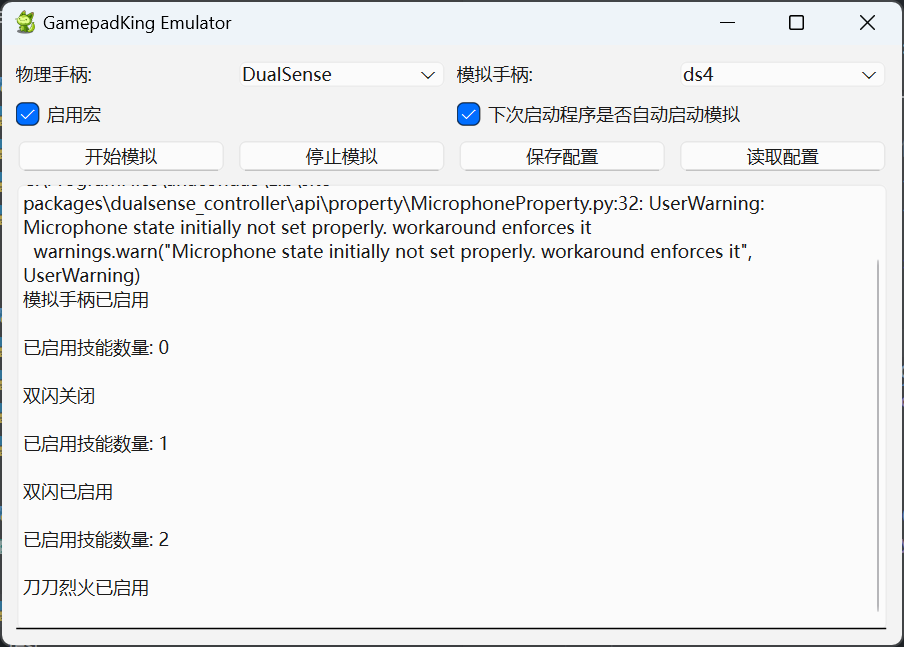 GamepadKing Emulator
物理手柄: DualSense 模拟手柄: ds4
启用宏 下次启动程序是否自动启动模拟
开始模拟 停止模拟 保存配置 读取配置
packages\dualsense_controller\api\property\MicrophoneProperty.py:32: UserWarning:
Microphone state initially not set properly. workaround enforces it
warnings.warn("Microphone state initially not set properly. workaround enforces it",
UserWarning)
模拟手柄已启用
已启用技能数量: 0
双闪关闭
已启用技能数量: 1
双闪已启用
已启用技能数量: 2
刀刀烈火已启用